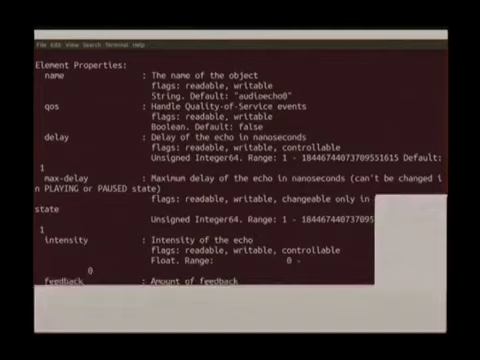 File Edit View Search Terminal Help
Element Properties:
name : The name of the object
flags: readable, writable
String. Default: "audioecho0"
qos : Handle Quality-of-Service events
flags: readable, writable
Boolean. Default: false
delay : Delay of the echo in nanoseconds
flags: readable, writable, controllable
Unsigned Integer64. Range: 1 - 18446744073709551615 Default:
1
max-delay : Maximum delay of the echo in nanoseconds (can't be changed i
n PLAYING or PAUSED state)
flags: readable, writable, changeable only in
state
Unsigned Integer64. Range: 1 - 184467440737095
1
intensity : Intensity of the echo
flags: readable, writable, controllable
Float. Range: 0 -
0
feedback : Amount of feedback